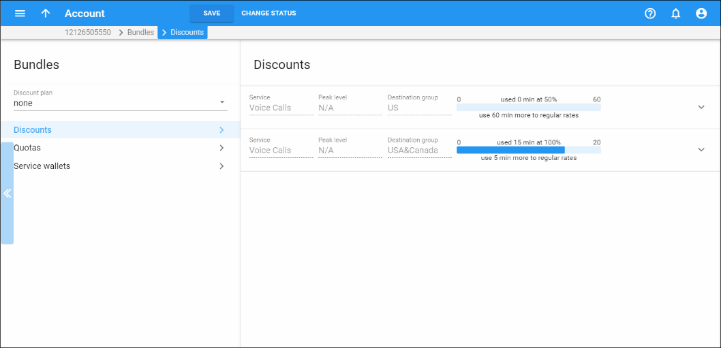 Account
SAVE
CHANGE STATUS
12126505550
Bundles
Discounts
Bundles
Discount plan
none
Discounts
Quotas
Service wallets
Discounts
Service
Peak level
Destination group
Voice Calls
N/A
US
0
used 0 min at 50%
60
use 60 min more to regular rates
Service
Peak level
Destination group
Voice Calls
N/A
USA&Canada
0
used 15 min at 100%
20
use 5 min more to regular rates